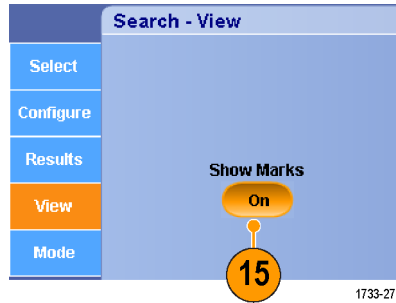 Search - View
Select
Configure
Results
View
Mode
Show Marks
On
15
1733-27